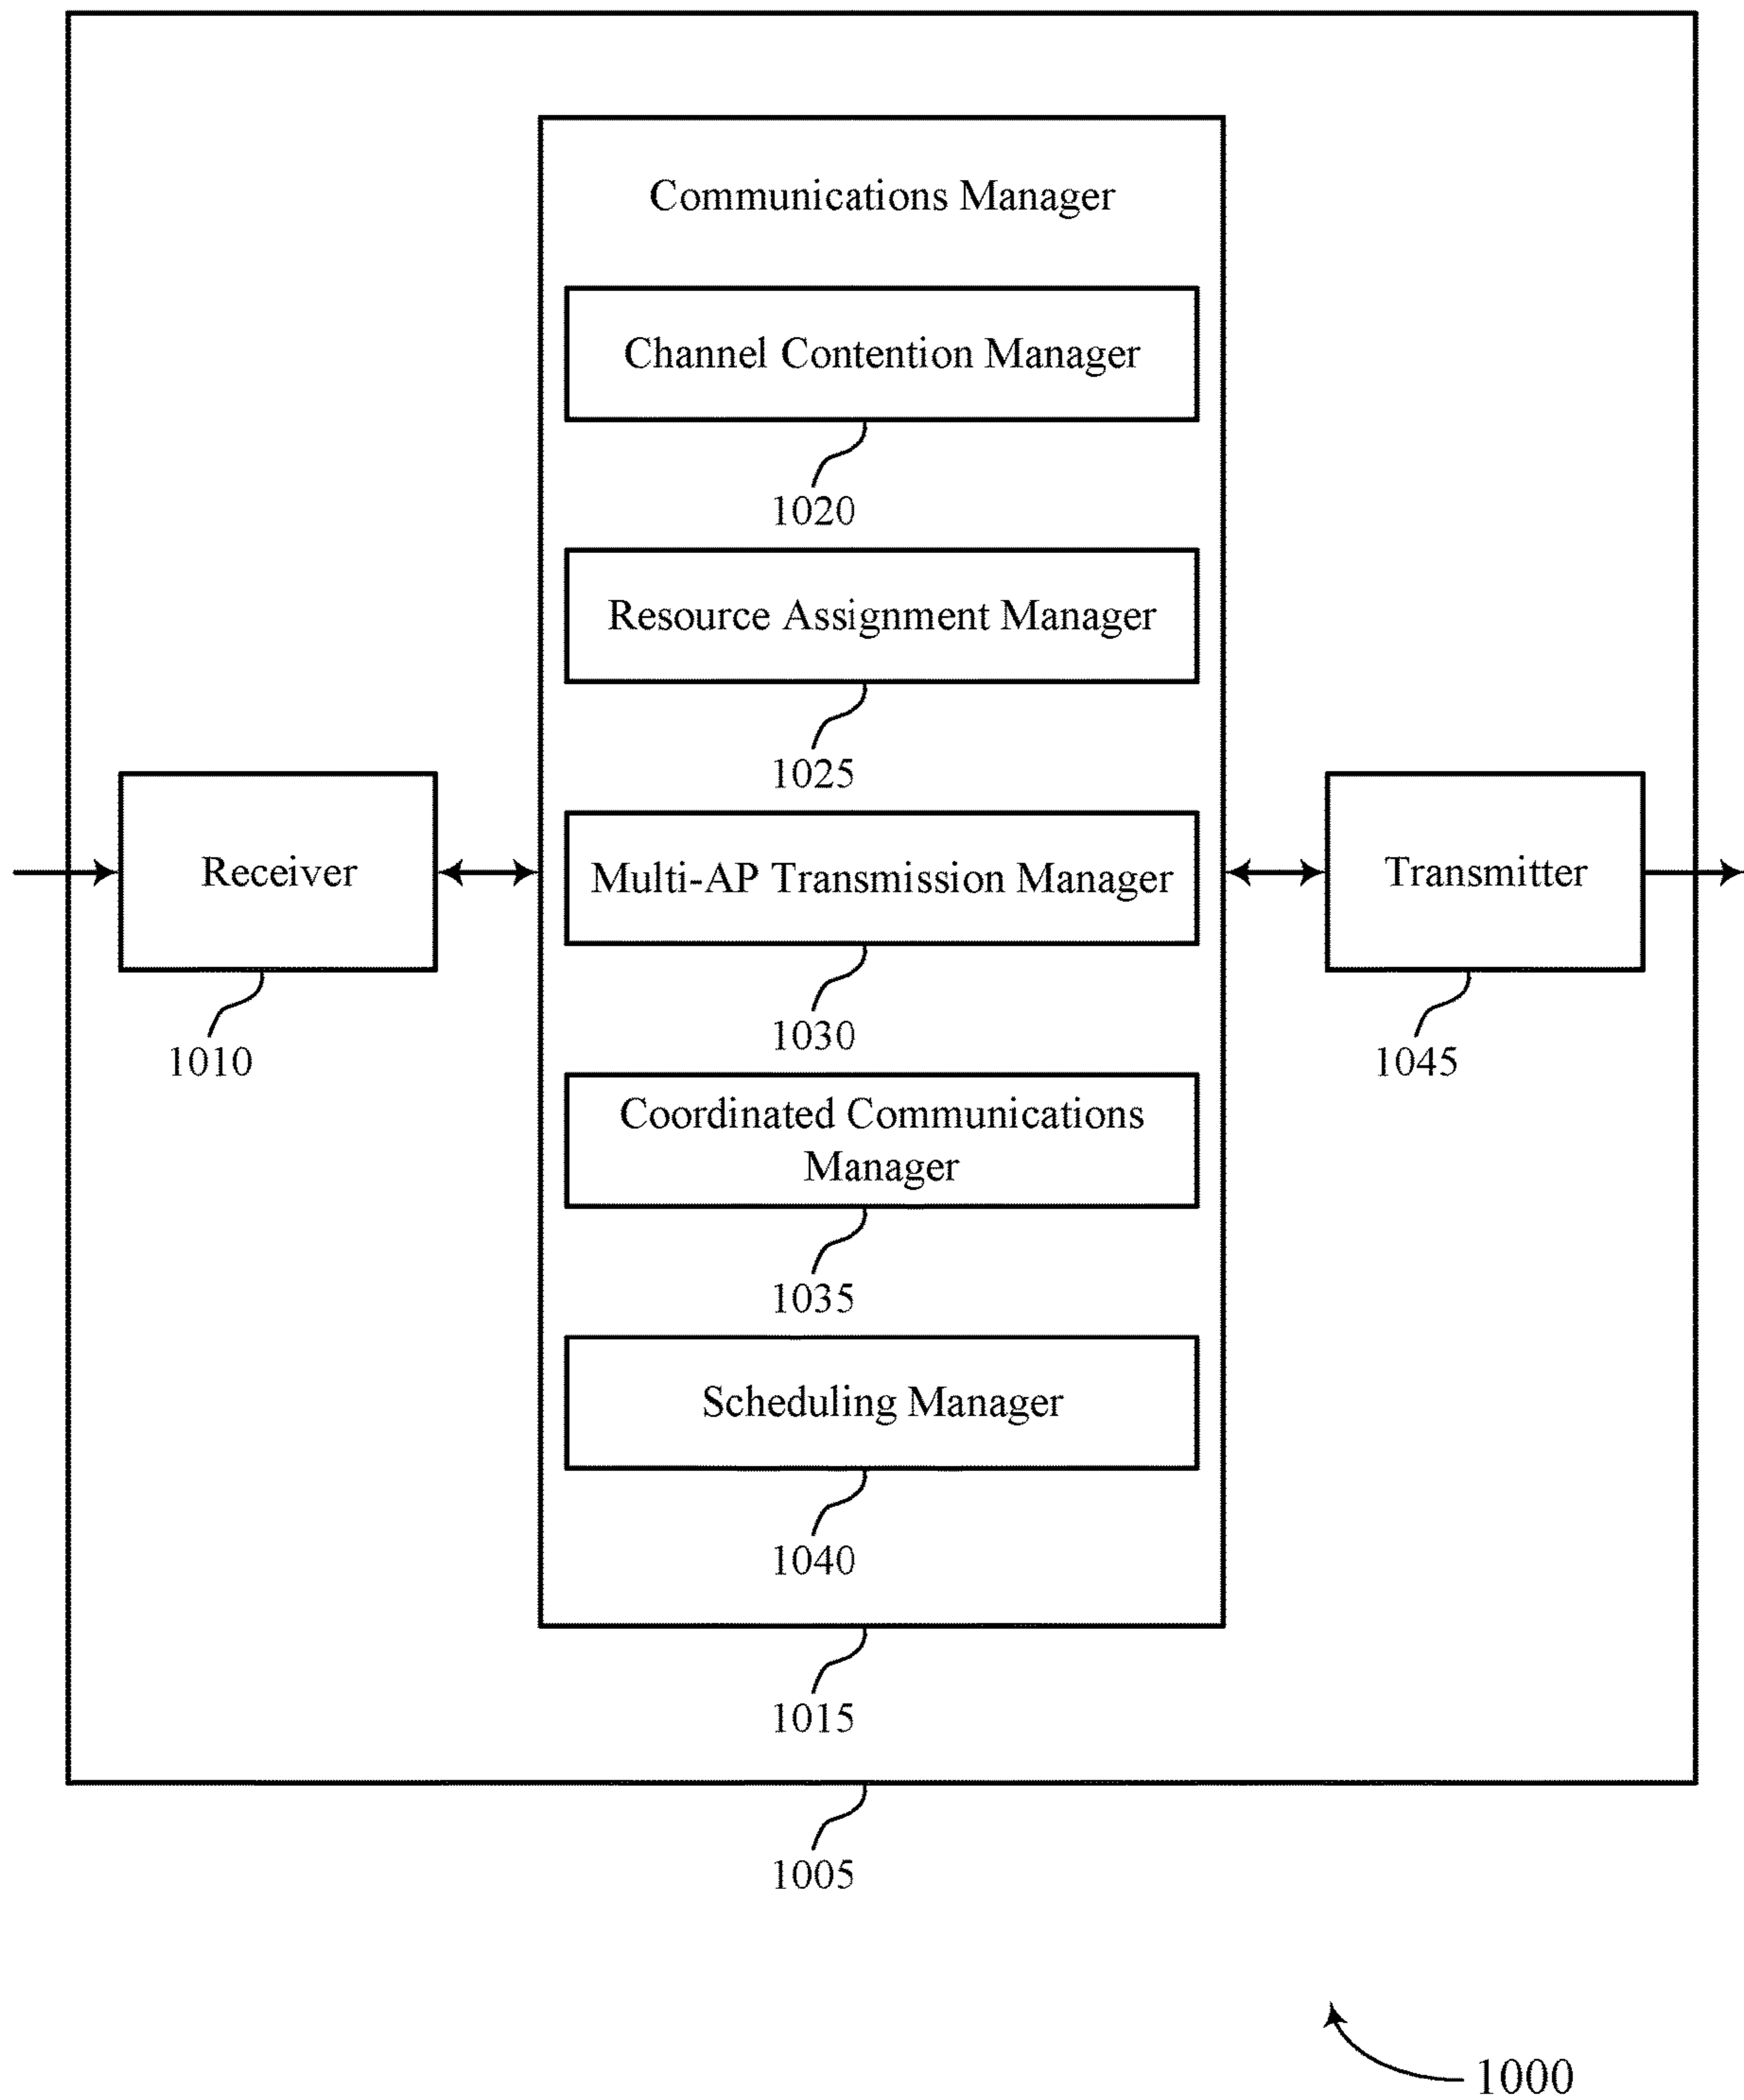 Communications Manager
Channel Contention Manager
1020
Resource Assignment Manager
1025
Receiver
1010
Multi-AP Transmission Manager
1030
Transmitter
1045
Coordinated Communications
Manager
1035
Scheduling Manager
1040
1015
1005
1000